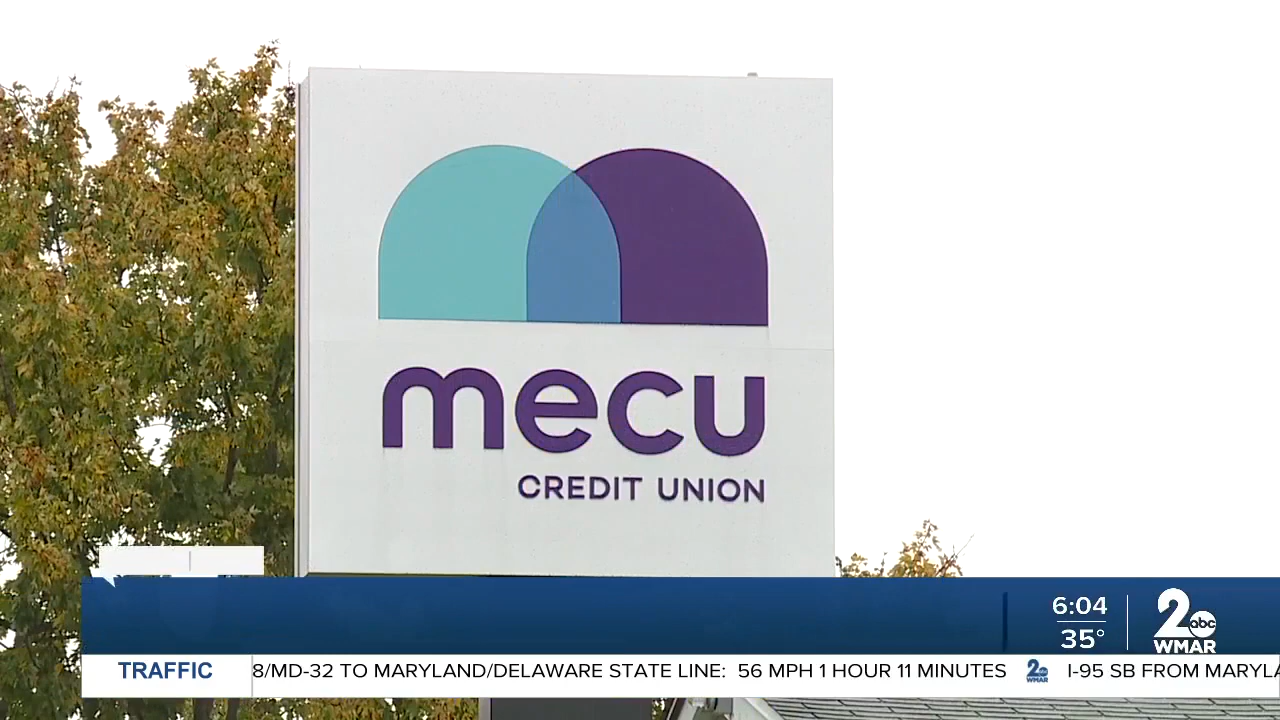 mecu
CREDIT UNION
6:04
35°
2 abc
WMAR
TRAFFIC
8/MD-32 TO MARYLAND/DELAWARE STATE LINE: 56 MPH 1 HOUR 11 MINUTES 2 abc WMAR I-95 SB FROM MARYLA